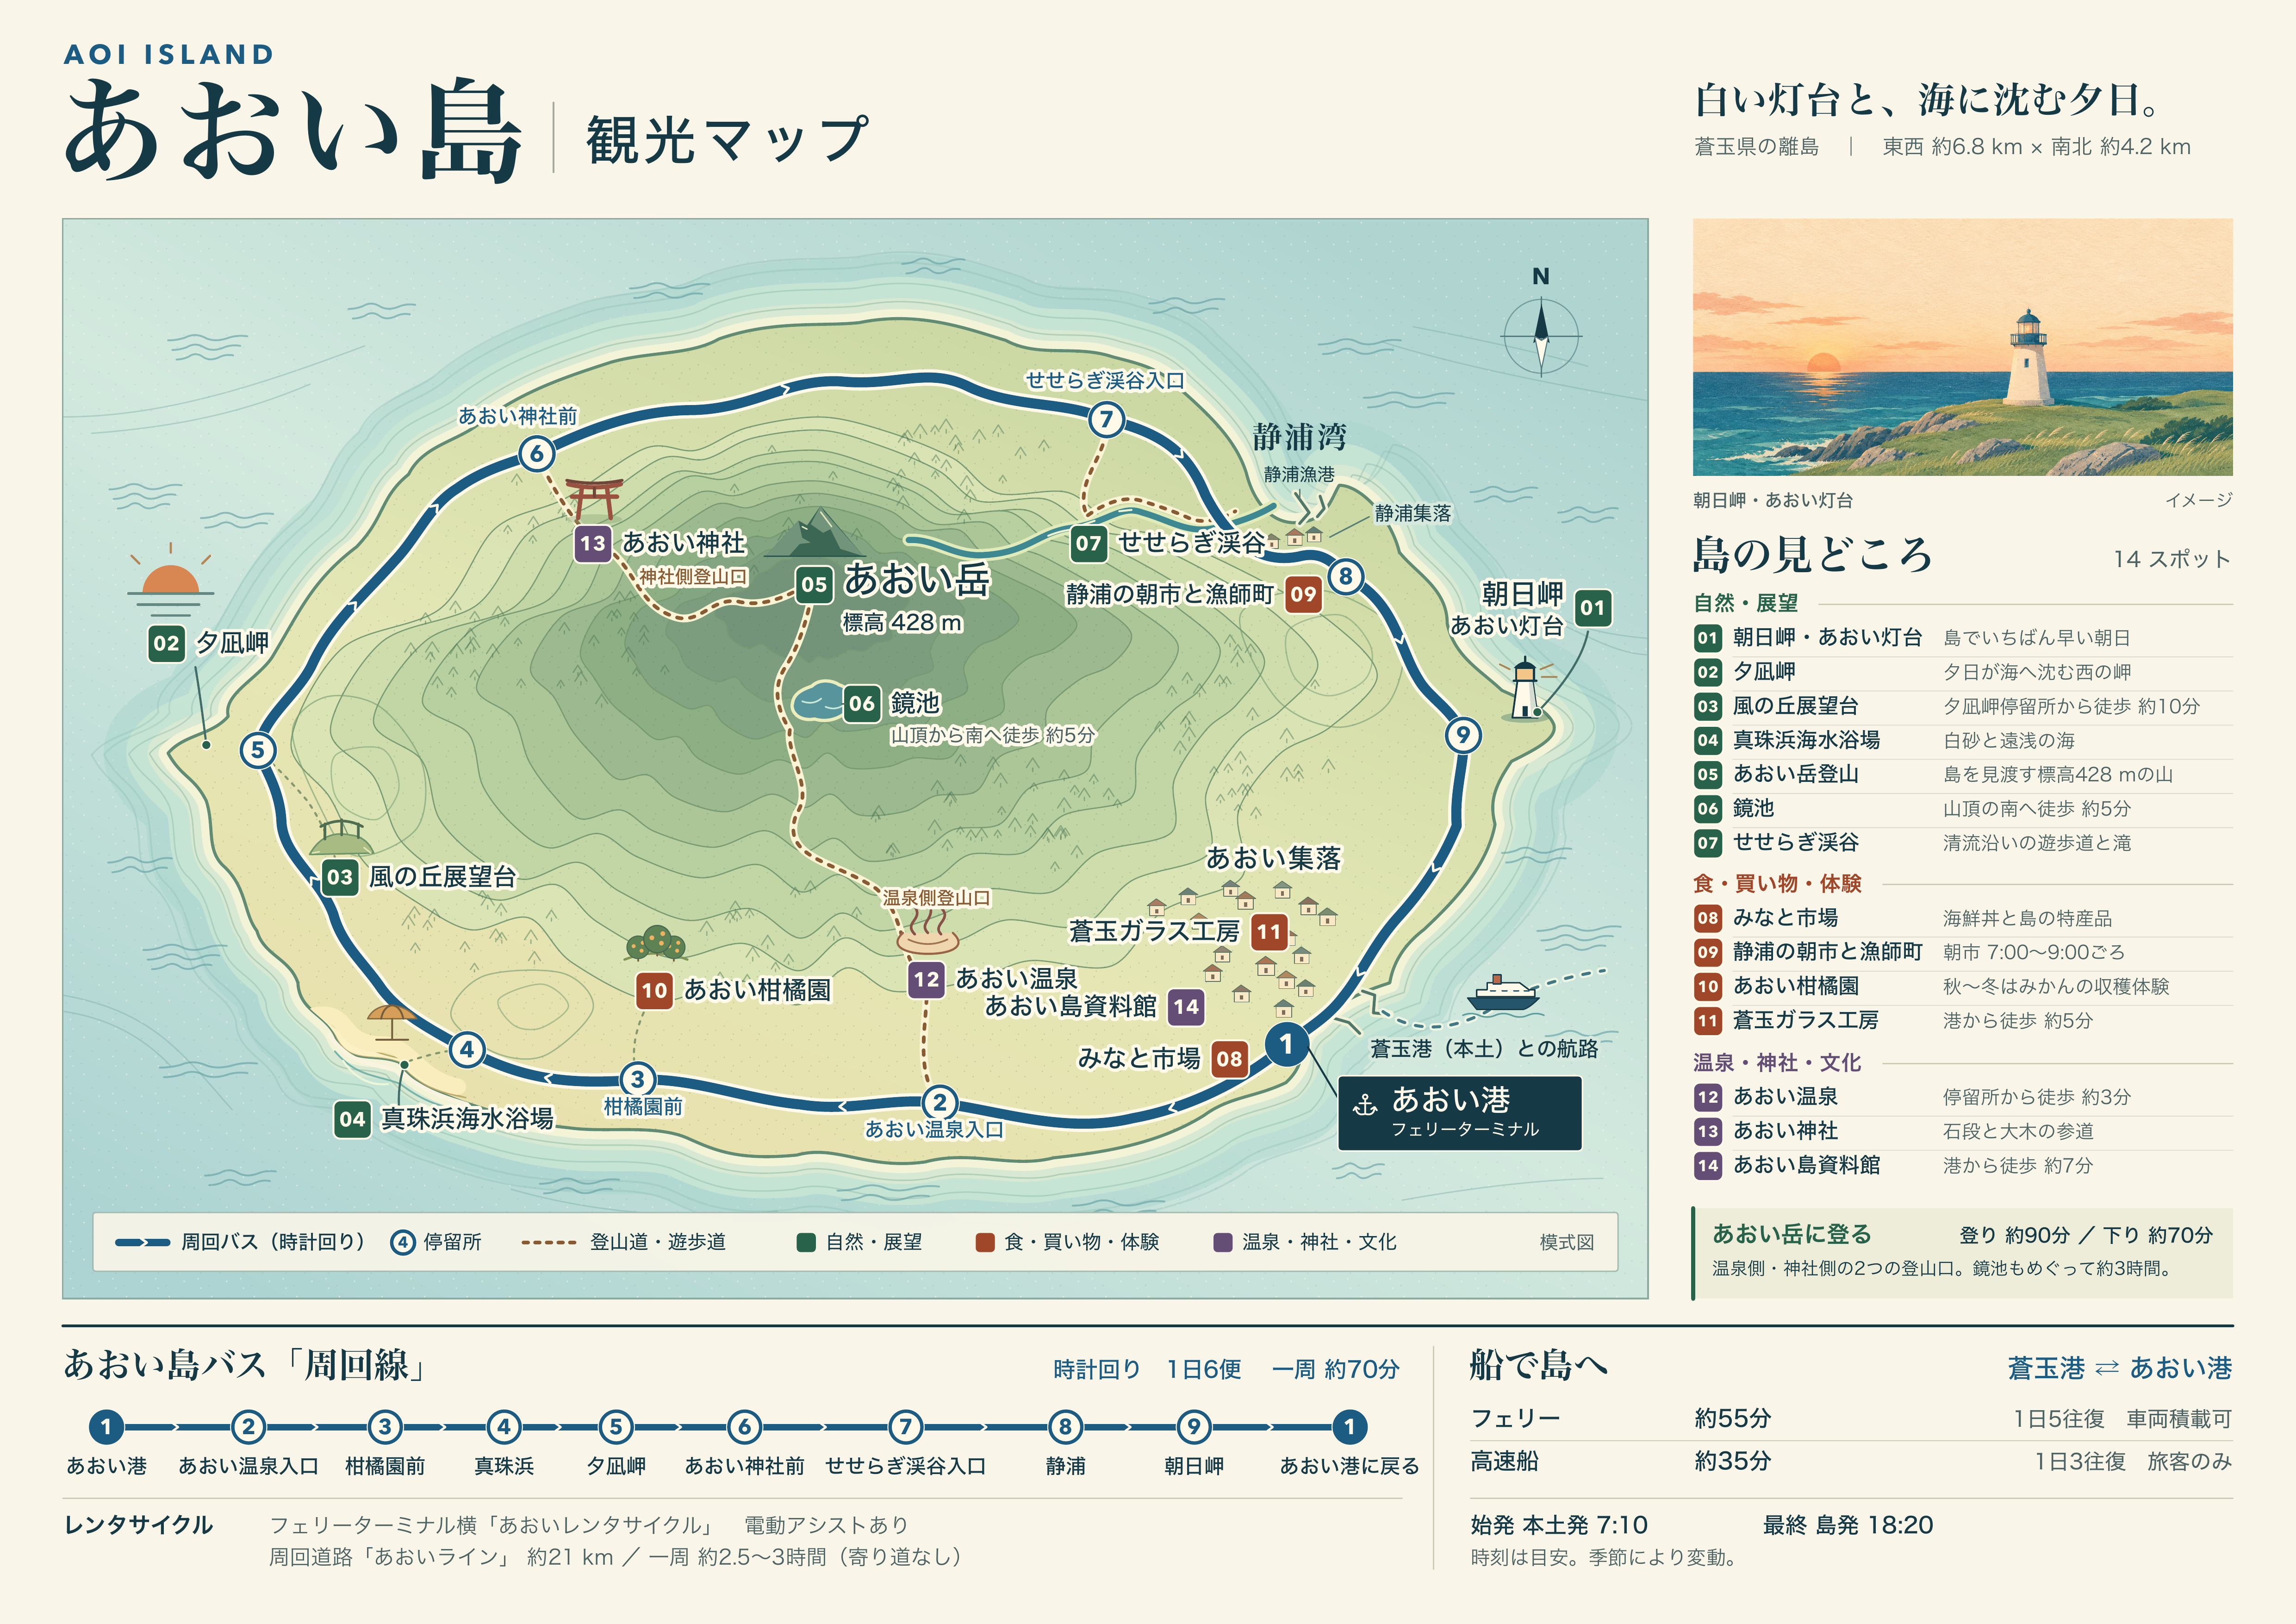 AOI ISLAND
あおい島
観光マップ
白い灯台と、海に沈む夕日。
蒼玉県の離島 | 東西 約6.8 km × 南北 約4.2 km
N
せせらぎ渓谷入口
7
あおい神社前
6
静浦湾
静浦漁港
静浦集落
13 あおい神社
神社側登山口
07 せせらぎ渓谷
05 あおい岳
標高 428 m
静浦の朝市と漁師町 09
8
朝日岬 01
あおい灯台
02 夕凪岬
06 鏡池
山頂から南へ徒歩 約5分
5
9
03 風の丘展望台
あおい集落
温泉側登山口
蒼玉ガラス工房 11
10 あおい柑橘園
12 あおい温泉
あおい島資料館 14
4
みなと市場 08
1
蒼玉港（本土）との航路
3
柑橘園前
2
あおい温泉入口
04 真珠浜海水浴場
あおい港
フェリーターミナル
周回バス（時計回り） 4 停留所 登山道・遊歩道 自然・展望 食・買い物・体験 温泉・神社・文化 模式図
朝日岬・あおい灯台 イメージ
島の見どころ 14 スポット
自然・展望
01 朝日岬・あおい灯台 島でいちばん早い朝日
02 夕凪岬 夕日が海へ沈む西の岬
03 風の丘展望台 夕凪岬停留所から徒歩 約10分
04 真珠浜海水浴場 白砂と遠浅の海
05 あおい岳登山 島を見渡す標高428 mの山
06 鏡池 山頂の南へ徒歩 約5分
07 せせらぎ渓谷 清流沿いの遊歩道と滝
食・買い物・体験
08 みなと市場 海鮮丼と島の特産品
09 静浦の朝市と漁師町 朝市 7:00〜9:00ごろ
10 あおい柑橘園 秋〜冬はみかんの収穫体験
11 蒼玉ガラス工房 港から徒歩 約5分
温泉・神社・文化
12 あおい温泉 停留所から徒歩 約3分
13 あおい神社 石段と大木の参道
14 あおい島資料館 港から徒歩 約7分
あおい岳に登る 登り 約90分 ／ 下り 約70分
温泉側・神社側の2つの登山口。鏡池もめぐって約3時間。
あおい島バス「周回線」 時計回り 1日6便 一周 約70分
1 2 3 4 5 6 7 8 9 1
あおい港 あおい温泉入口 柑橘園前 真珠浜 夕凪岬 あおい神社前 せせらぎ渓谷入口 静浦 朝日岬 あおい港に戻る
レンタサイクル フェリーターミナル横「あおいレンタサイクル」 電動アシストあり
周回道路「あおいライン」 約21 km ／ 一周 約2.5〜3時間（寄り道なし）
船で島へ 蒼玉港 ⇄ あおい港
フェリー 約55分 1日5往復 車両積載可
高速船 約35分 1日3往復 旅客のみ
始発 本土発 7:10 最終 島発 18:20
時刻は目安。季節により変動。